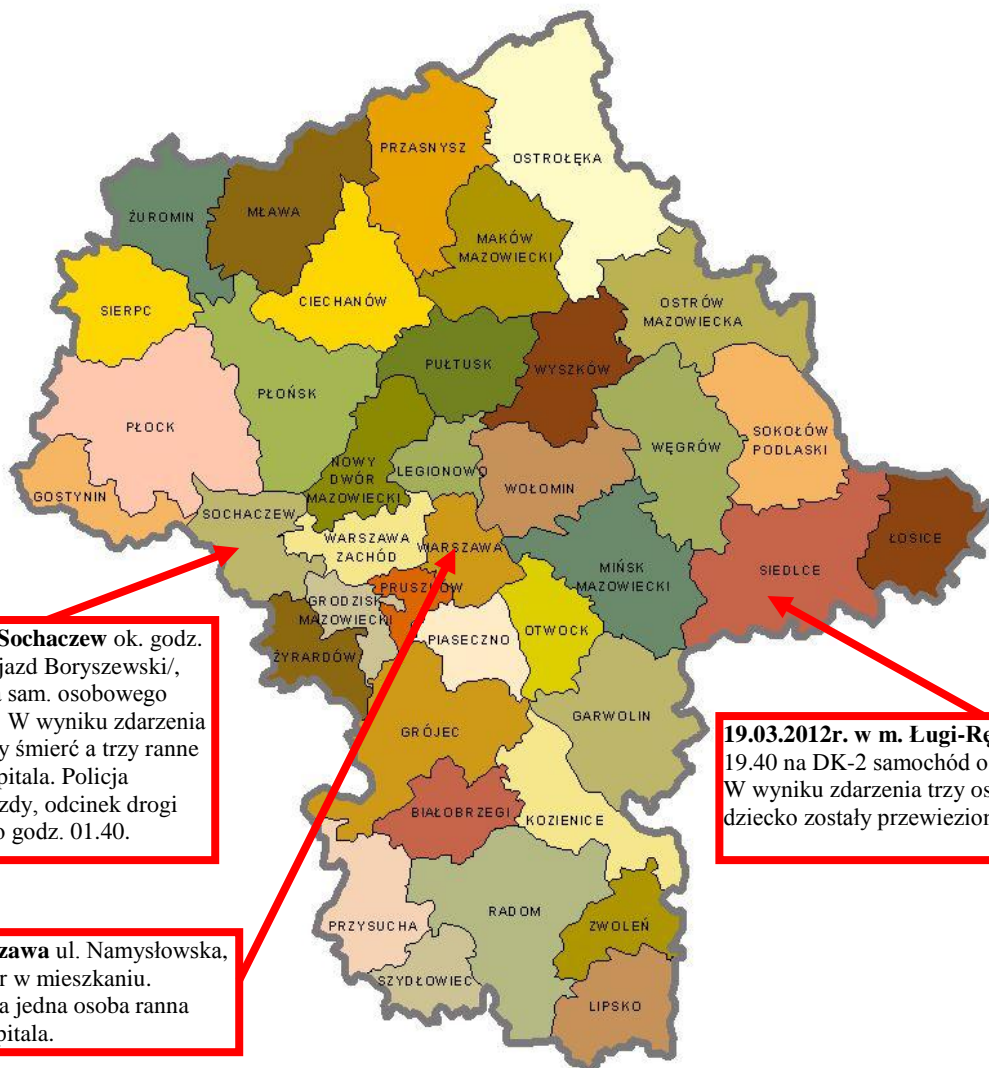 PRZASNYSZ
OSTROŁĘKA
ŻUROMIN
MŁAWA
MAKÓW
MAZOWIECKI
SIERPC
CIECHANÓW
OSTRÓW
MAZOWIECKA
PŁOCK
PŁOŃSK
PUŁTUSK
WYSZKÓW
WĘGRÓW
SOKOŁÓW
PODLASKI
GOSTYNIN
NOWY
DWÓR
MAZOWIECKI
LEGIONOWO
WOŁOMIN
SOCHACZEW
WARSZAWA
ZACHÓD
WARSZAWA
MIŃSK
MAZOWIECKI
SIEDLCE
ŁOSICE
GRODZISK
MAZOWIECKI
PRUSZKÓW
PIASECZNO
OTWOCK
ŻYRARDÓW
GRÓJEC
GARWOLIN
BIAŁOBRZEGI
KOZIENICE
PRZYSUCHA
RADOM
ZWOLEŃ
SZYDŁOWIEC
LIPSKO
Sochaczew ok. godz.
jazd Boryszewski/,
sam. osobowego
W wyniku zdarzenia
śmierć a trzy ranne
pitala. Policja
zdy, odcinek drogi
o godz. 01.40.
zawa ul. Namysłowska,
r w mieszkaniu.
a jedna osoba ranna
pitala.
19.03.2012r. w m. Ługi-Rę
19.40 na DK-2 samochód o
W wyniku zdarzenia trzy os
dziecko zostały przewiezion